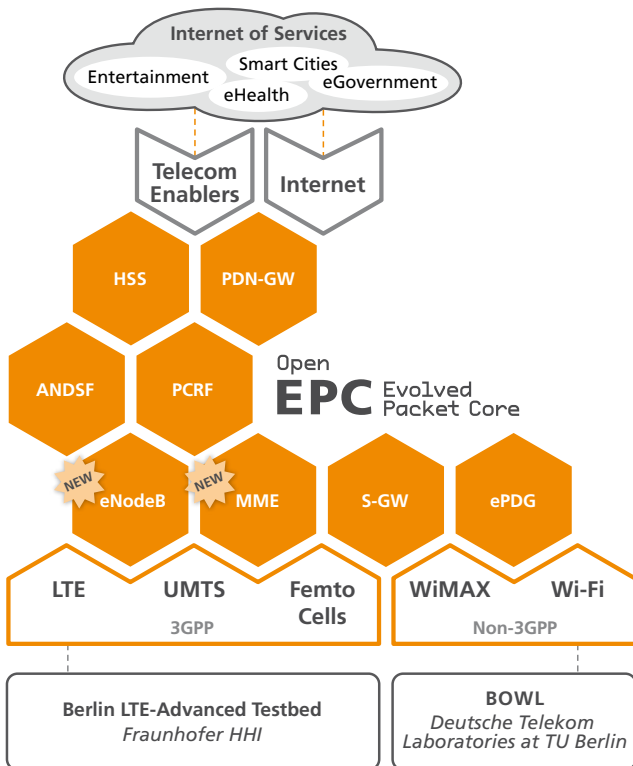 Internet of Services
Smart Cities
Entertainment
eGovernment
eHealth
Telecom
Enablers
Internet
HSS
PDN-GW
ANDSF
PCRF
Open
EPC
Evolved
Packet Core
NEW
eNodeB
NEW
MME
S-GW
ePDG
LTE
UMTS
Femto
Cells
3GPP
WiMAX
Wi-Fi
Non-3GPP
Berlin LTE-Advanced Testbed
Fraunhofer HHI
BOWL
Deutsche Telekom
Laboratories at TU Berlin